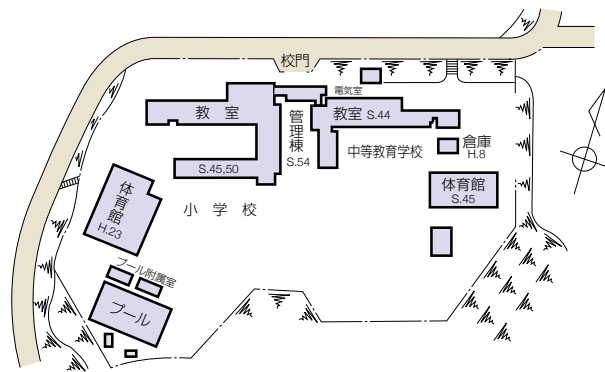 校門
電気室
教室
管理棟
S.54
教室 S.44
中等教育学校
倉庫
H.8
S.45,50
体育館
S.45
体育館
H.23
小学校
プール附属室
プール